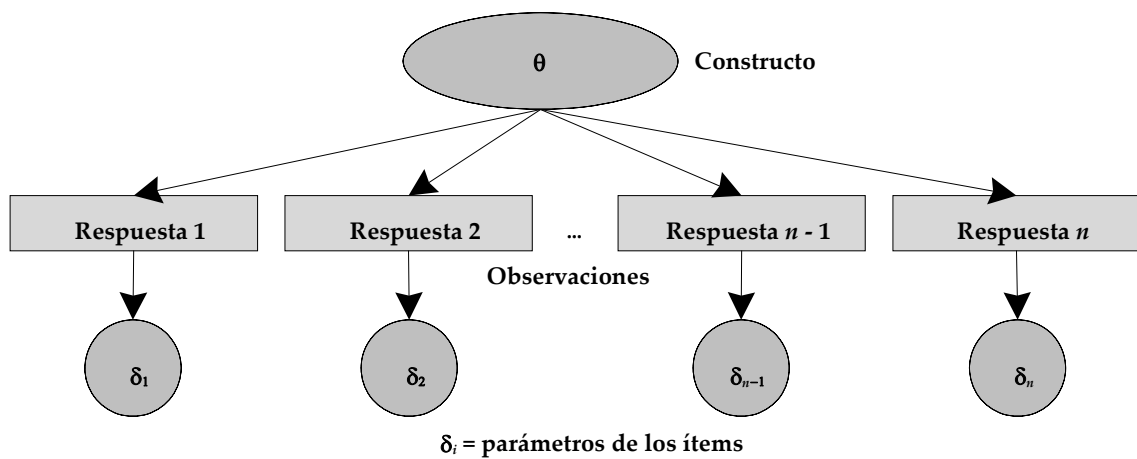 θ
Constructo
Respuesta 1
Respuesta 2
...
Respuesta n - 1
Respuesta n
Observaciones
δ1
δ2
δn−1
δn
δi = parámetros de los ítems